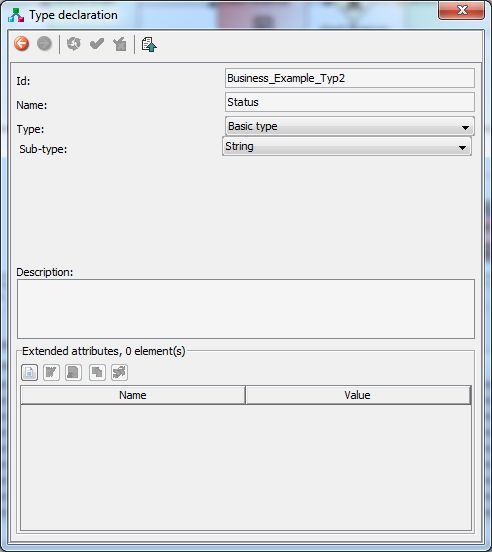 Type declaration
Id: Business_Example_Typ2
Name: Status
Type: Basic type
Sub-type: String
Description:
Extended attributes, 0 element(s)
Name Value